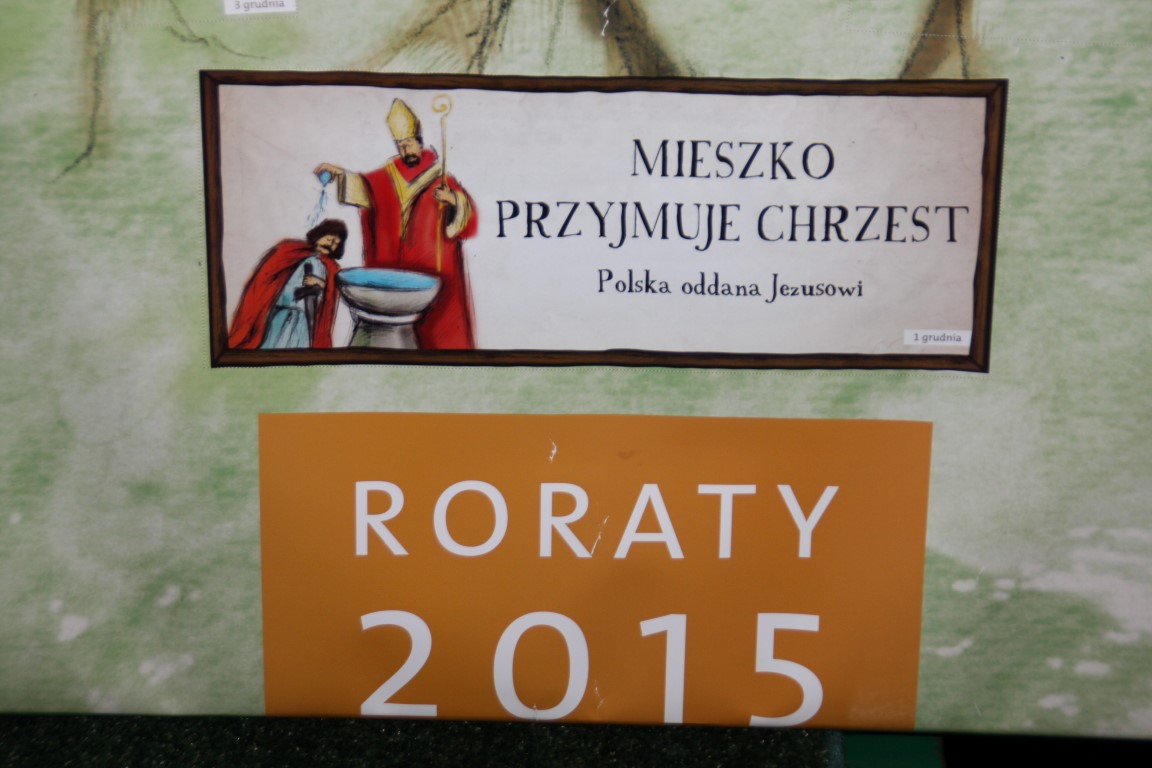 3 grudnia
MIESZKO
PRZYJMUJE CHRZEST
Polska oddana Jezusowi
1 grudnia
RORATY
2015